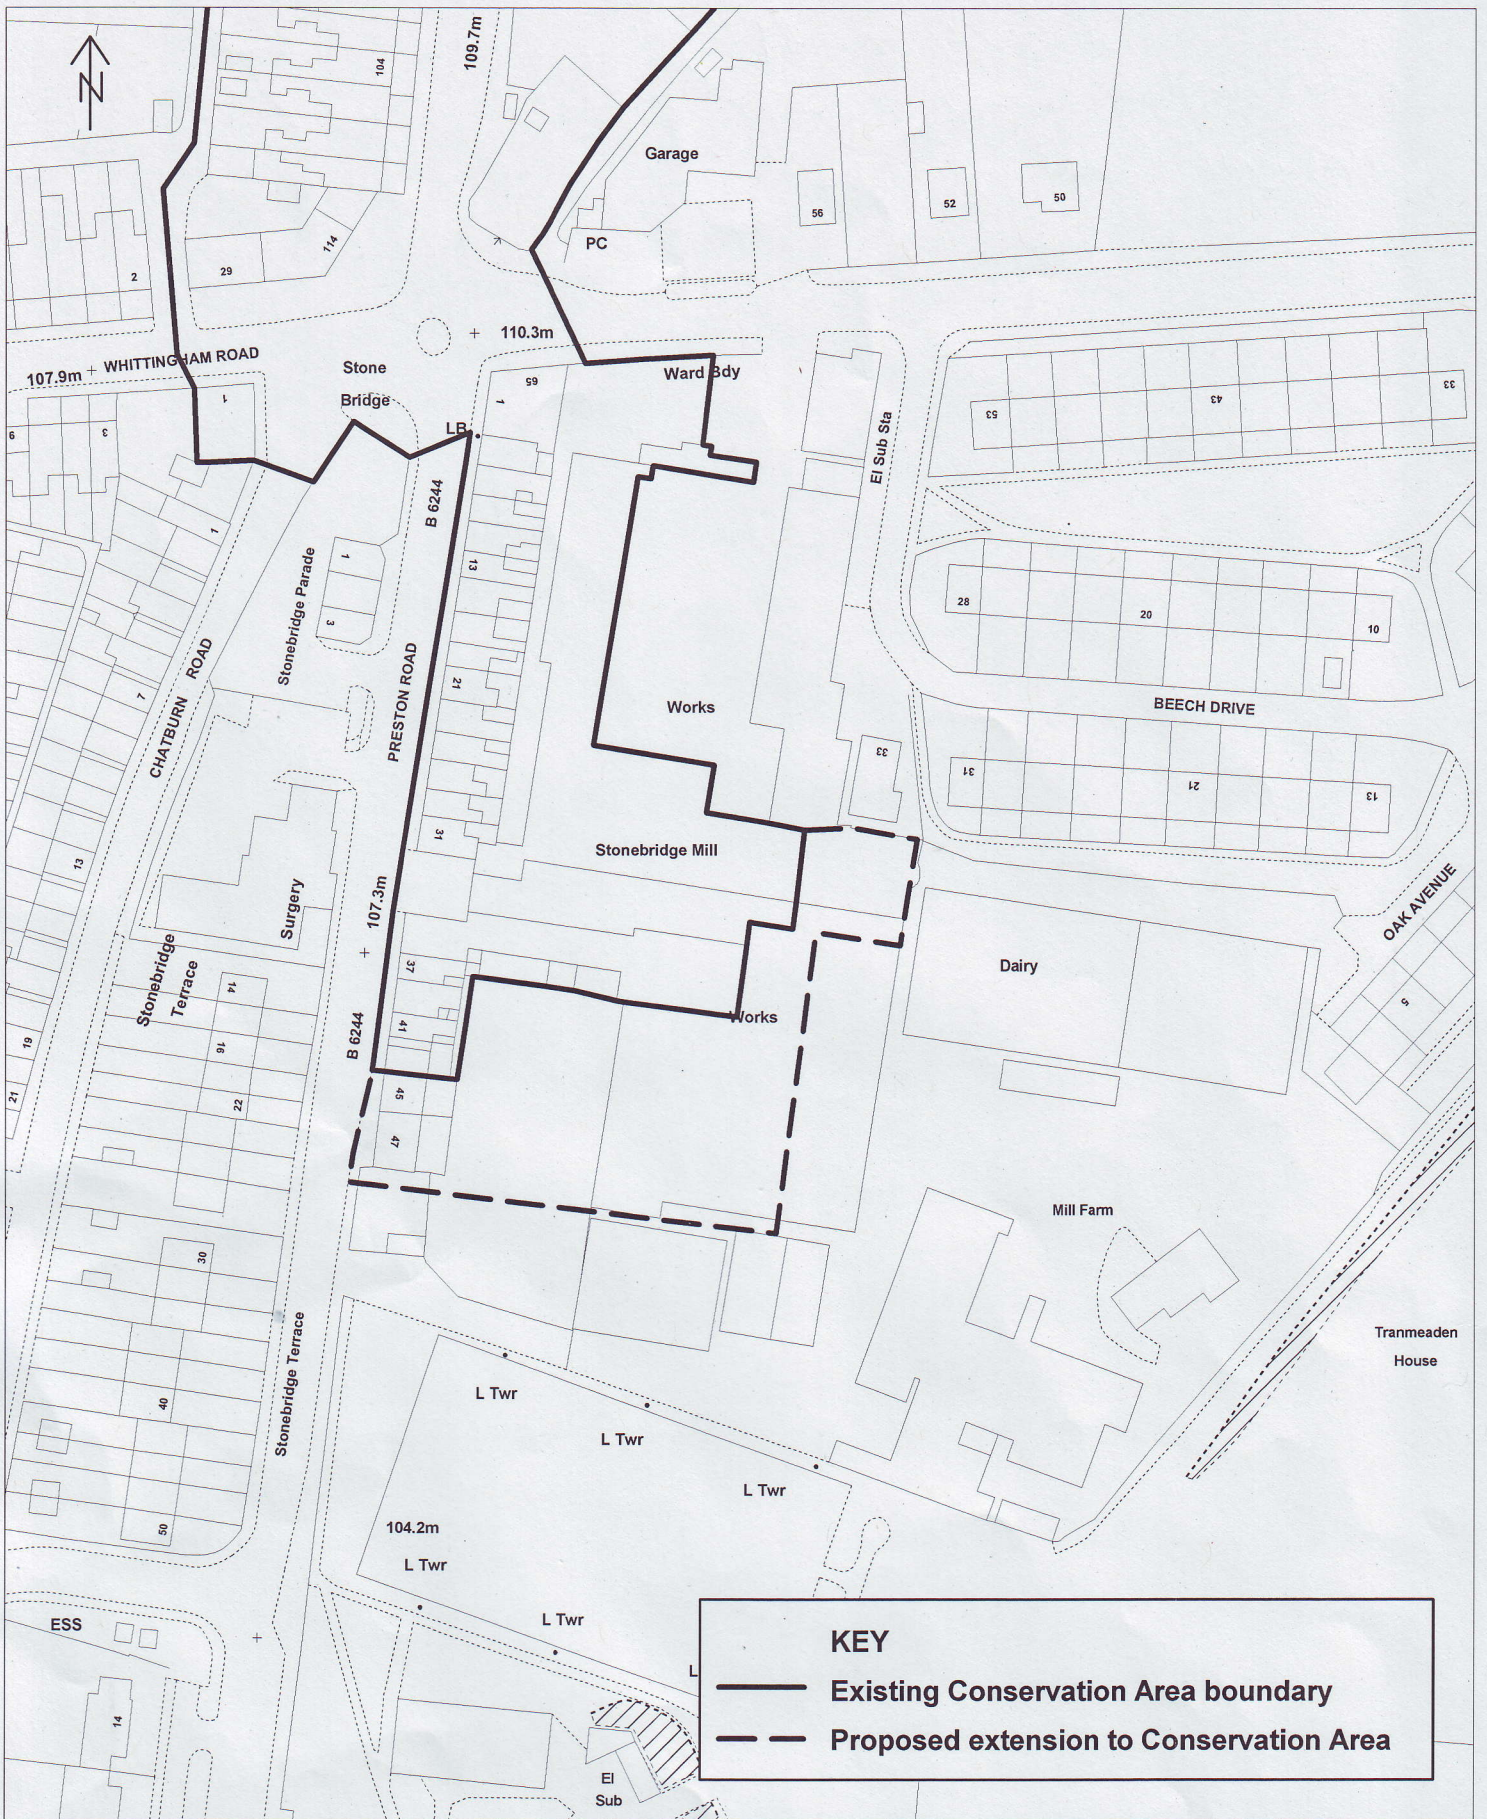 N
104
109.7m
Garage
56
52
50
PC
2
29
114
110.3m
107.9m
WHITTINGHAM ROAD
Stone
Bridge
Ward Bdy
65
1
1
LB
9
3
53
43
33
El Sub Sta
B 6244
1
Stonebridge Parade
1
3
13
28
20
10
CHATBURN ROAD
7
PRESTON ROAD
21
Works
BEECH DRIVE
33
31
21
13
31
Stonebridge Mill
13
Surgery
107.3m
OAK AVENUE
Stonebridge
Terrace
37
Dairy
14
5
41
Works
19
16
B 6244
21
22
45
47
Mill Farm
30
Tranmeaden
House
Stonebridge Terrace
L Twr
40
L Twr
L Twr
104.2m
50
L Twr
ESS
L Twr
L
14
El
Sub
KEY
Existing Conservation Area boundary
Proposed extension to Conservation Area